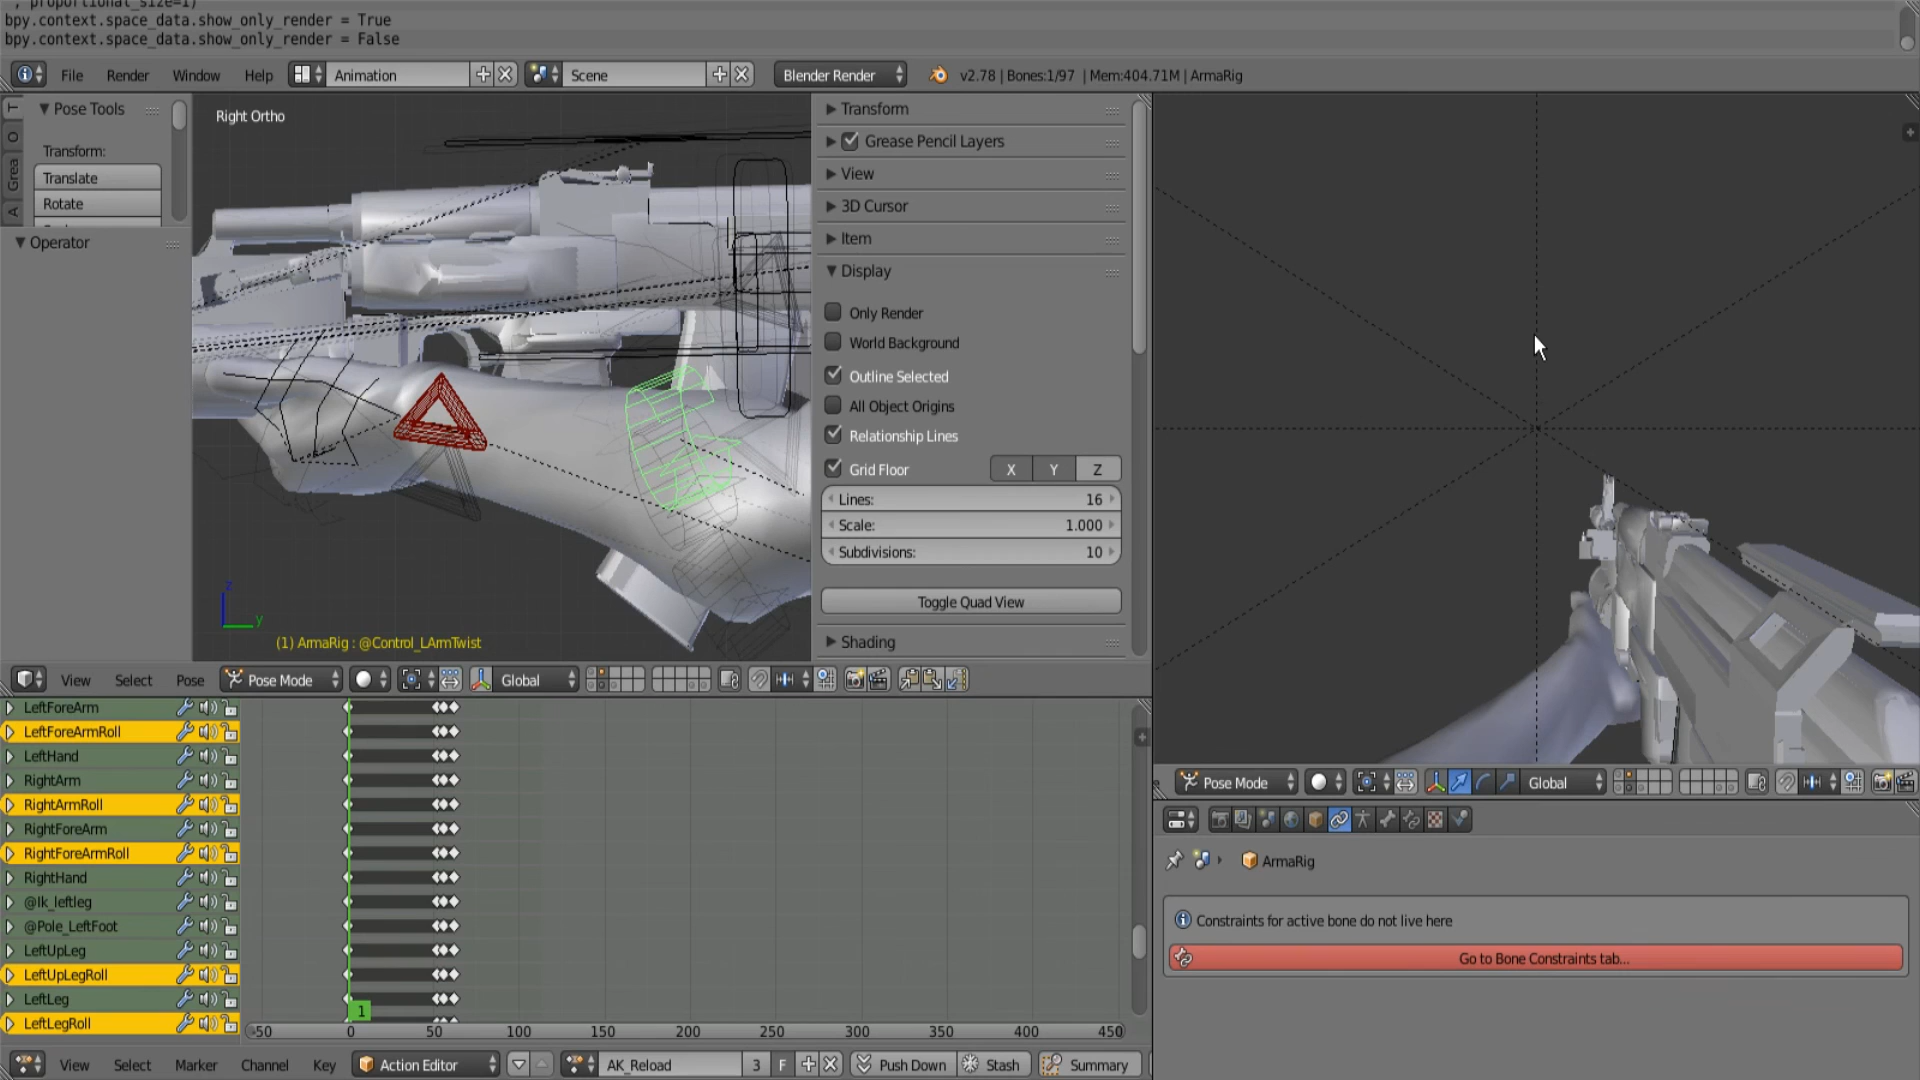 , proportional_size=1)
bpy.context.space_data.show_only_render = True
bpy.context.space_data.show_only_render = False
File Render Window Help Animation Scene Blender Render v2.78 | Bones:1/97 | Mem:404.71M | ArmaRig
T
O
Grea
A
Pose Tools
Transform:
Translate
Rotate
Operator
Right Ortho
z
y
(1) ArmaRig : @Control_LArmTwist
Transform
Grease Pencil Layers
View
3D Cursor
Item
Display
Only Render
World Background
Outline Selected
All Object Origins
Relationship Lines
Grid Floor X Y Z
Lines: 16
Scale: 1.000
Subdivisions: 10
Toggle Quad View
Shading
View Select Pose Pose Mode Global
LeftForeArm
LeftForeArmRoll
LeftHand
RightArm
RightArmRoll
RightForeArm
RightForeArmRoll
RightHand
@Ik_leftleg
@Pole_LeftFoot
LeftUpLeg
LeftUpLegRoll
LeftLeg
LeftLegRoll
1
-50 0 50 100 150 200 250 300 350 400 450
View Select Marker Channel Key Action Editor AK_Reload 3 F Push Down Stash Summary
Pose Mode Global
ArmaRig
Constraints for active bone do not live here
Go to Bone Constraints tab...